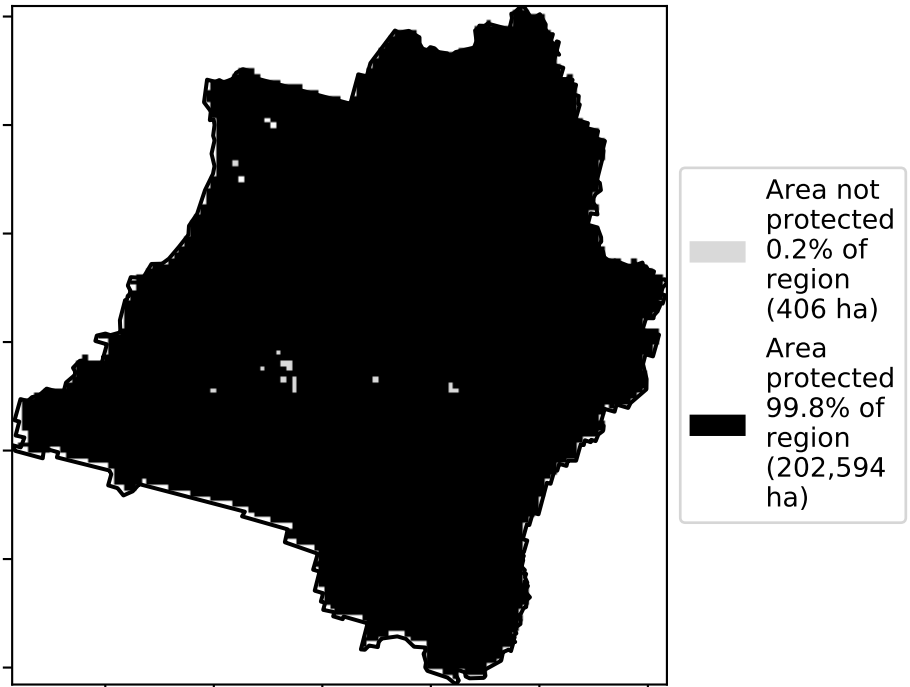 Area not
protected
0.2% of
region
(406 ha)
Area
protected
99.8% of
region
(202,594
ha)